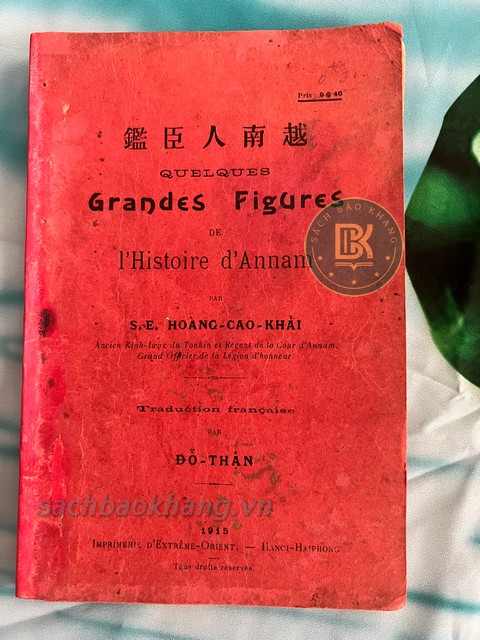 Prix: 0$40
鑑臣人南越
QUELQUES
Grandes Figures
DE
l'Histoire d'Annam
PAR
S.E. HOÀNG-CAO-KHẢI
Ancien Kinh-lược du Tonkin et Régent de la Cour d'Annam,
Grand Officier de la Légion d'honneur.
Traduction française
PAR
ĐỖ-THẬN
1915
IMPRIMERIE D'EXTRÊME-ORIENT. — HANOI-HAIPHONG
Tous droits réservés.
SÁCH BẢO KHANG
BK
sachbaokhang.vn